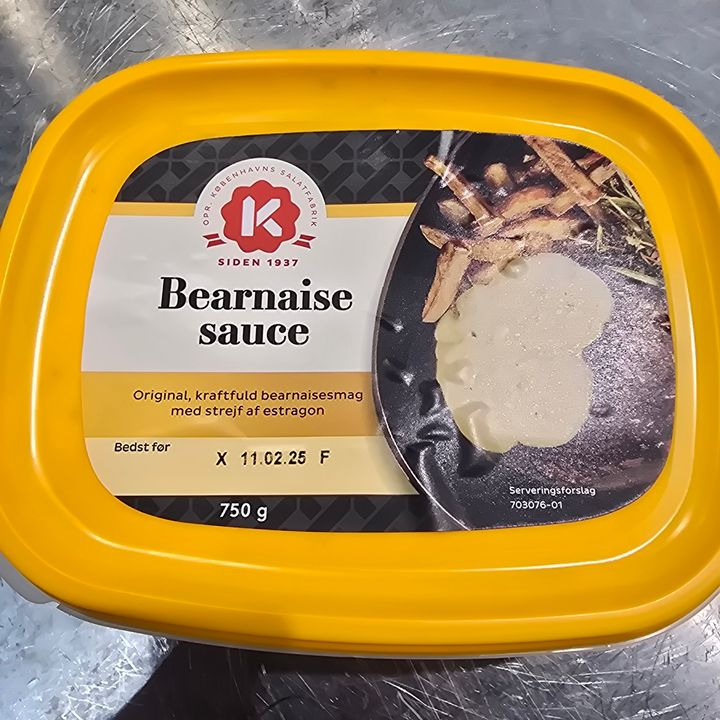 OPR. KØBENHAVNS SALATFABRIK
K
SIDEN 1937
Bearnaise
sauce
Original, kraftfuld bearnaisesmag
med strejf af estragon
Bedst før
X 11.02.25 F
750 g
Serveringsforslag
703076-01